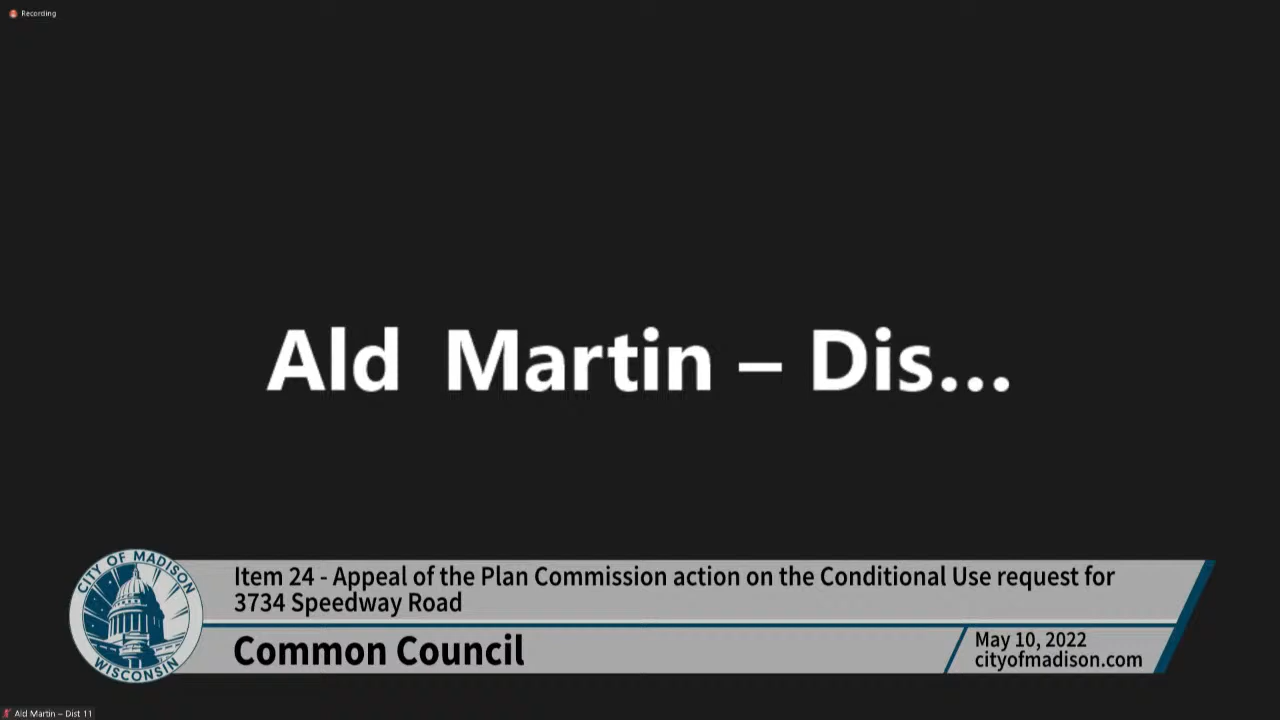 Recording
Ald Martin – Dis...
CITY OF MADISON
WISCONSIN
Item 24 - Appeal of the Plan Commission action on the Conditional Use request for
3734 Speedway Road
Common Council
May 10, 2022
cityofmadison.com
Ald Martin – Dist 11